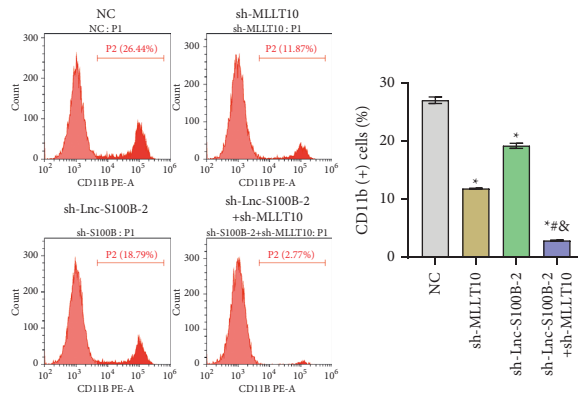 NC
NC : P1
P2 (26.44%)
300
200
100
0
Count
102 103 104 105 106
CD11B PE-A
sh-MLLT10
sh-MLLT10 : P1
P2 (11.87%)
300
200
100
0
Count
102 103 104 105 106
CD11B PE-A
sh-Lnc-S100B-2
sh-S100B : P1
P2 (18.79%)
300
200
100
0
Count
102 103 104 105 106
CD11B PE-A
sh-Lnc-S100B-2
+sh-MLLT10
sh-S100B-2+sh-MLLT10: P1
P2 (2.77%)
300
200
100
0
Count
102 103 104 105 106
CD11B PE-A
CD11b (+) cells (%)
30
20
10
0
*
*
*#&
NC
sh-MLLT10
sh-Lnc-S100B-2
sh-Lnc-S100B-2
+sh-MLLT10